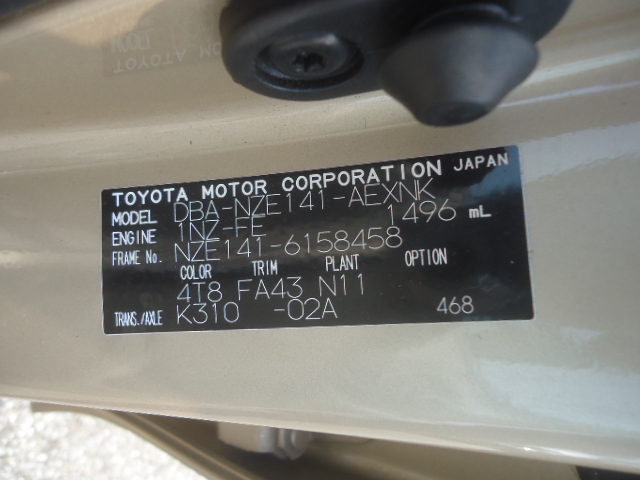 TOYOTA MOTOR CORPORATION JAPAN
MODEL DBA-NZE141-AEXNK
ENGINE 1NZ-FE 1496 mL
FRAME No. NZE141-6158458
COLOR TRIM PLANT OPTION
4T8 FA43 N11
TRANS./AXLE K310 -02A 468